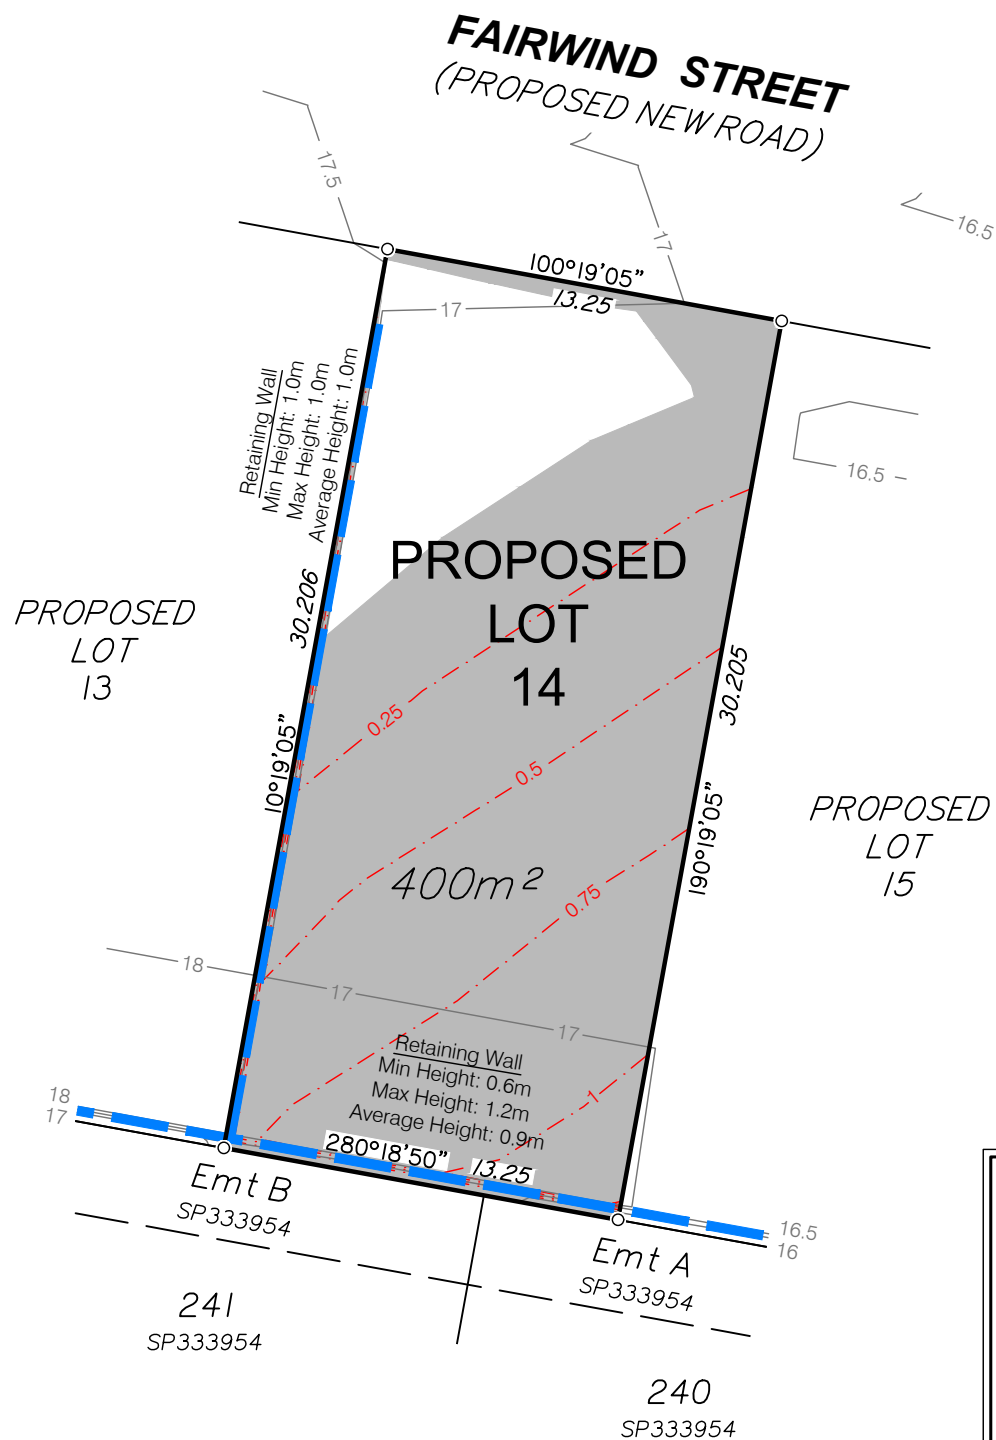 FAIRWIND STREET
(PROPOSED NEW ROAD)
17.5
17
16.5
100°19'05"
13.25
17
16.5
Retaining Wall
Min Height: 1.0m
Max Height: 1.0m
Average Height: 1.0m
PROPOSED
LOT
14
30.206
PROPOSED
LOT
13
0.25
30.205
0.5
10°19'05"
PROPOSED
LOT
15
190°19'05"
400m²
0.75
18
17
17
Retaining Wall
Min Height: 0.6m
Max Height: 1.2m
Average Height: 0.9m
1
18
17
280°18'50"
13.25
Emt B
SP333954
16.5
16
Emt A
SP333954
241
SP333954
240
SP333954